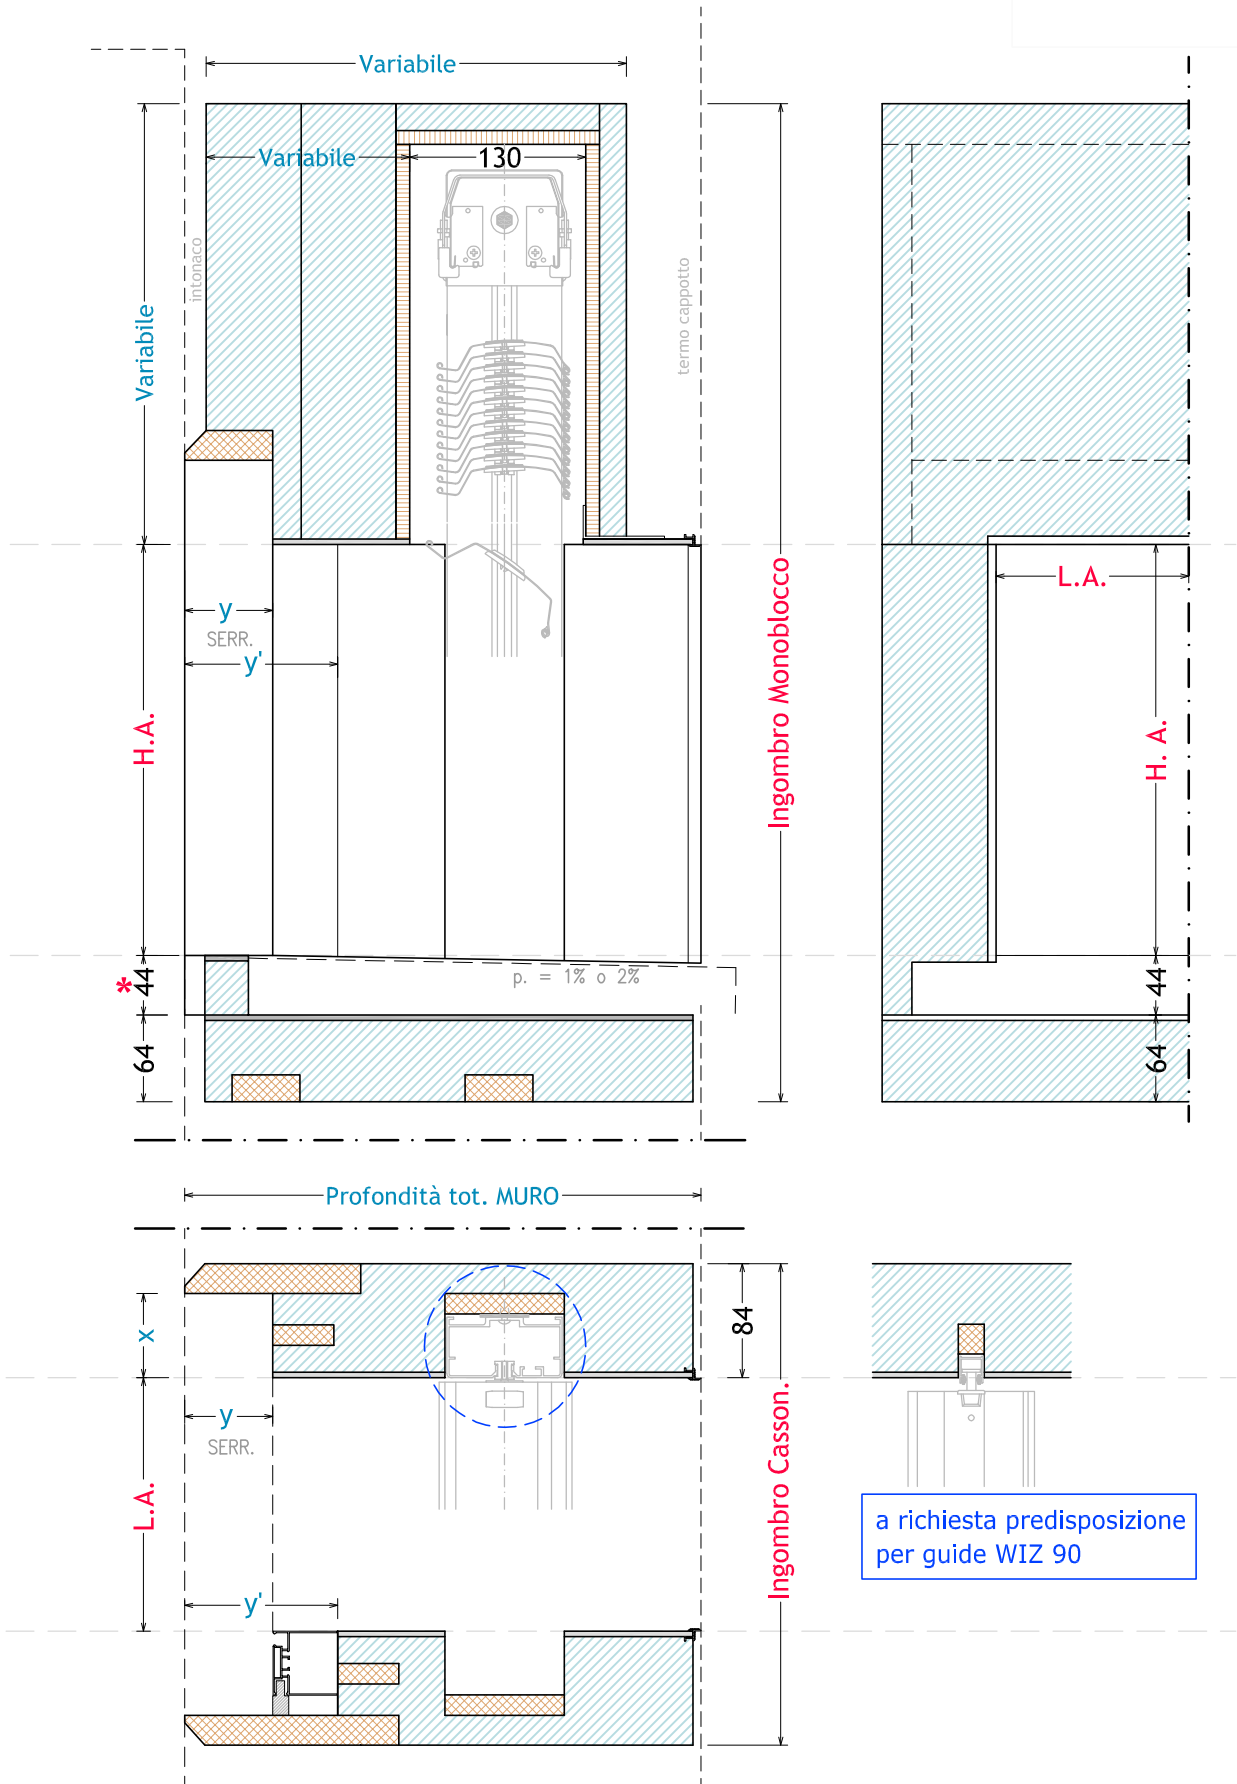 Variabile
Variabile
130
intonaco
termo cappotto
Variabile
L.A.
y
SERR.
y'
Ingombro Monoblocco
H.A.
H. A.
p. = 1% o 2%
* 44
44
64
64
Profondità tot. MURO
x
84
y
SERR.
L.A.
Ingombro Casson.
a richiesta predisposizione
per guide WIZ 90
y'